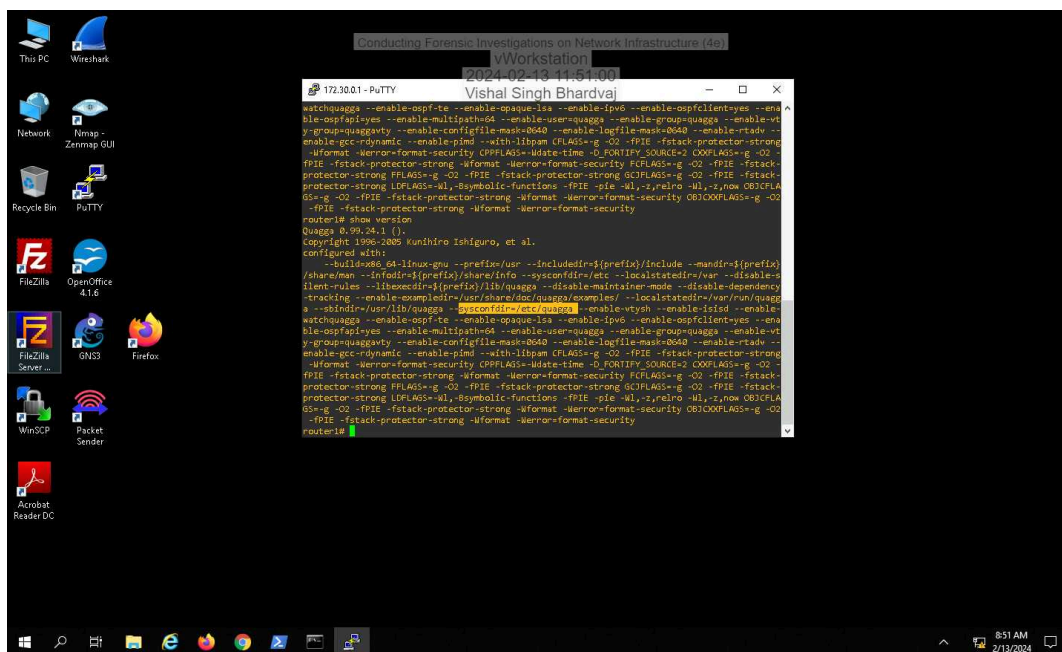 Conducting Forensic Investigations on Network Infrastructure (4e)
vWorkstation
2024-02-13 11:51:00
Vishal Singh Bhardvaj
This PC
Wireshark
Network
Nmap -
Zenmap GUI
Recycle Bin
PuTTY
FileZilla
OpenOffice
4.1.6
FileZilla
Server ...
GNS3
Firefox
WinSCP
Packet
Sender
Acrobat
Reader DC
172.30.0.1 - PuTTY
watchquagga --enable-ospf-te --enable-opaque-lsa --enable-ipv6 --enable-ospfclient=yes --ena
ble-ospfapi=yes --enable-multipath=64 --enable-user=quagga --enable-group=quagga --enable-vt
y-group=quaggavty --enable-configfile-mask=0640 --enable-logfile-mask=0640 --enable-rtadv --
enable-gcc-rdynamic --enable-pimd --with-libpam CFLAGS=-g -O2 -fPIE -fstack-protector-strong
-Wformat -Werror=format-security CPPFLAGS=-Wdate-time -D_FORTIFY_SOURCE=2 CXXFLAGS=-g -O2 -
fPIE -fstack-protector-strong -Wformat -Werror=format-security FCFLAGS=-g -O2 -fPIE -fstack-
protector-strong FFLAGS=-g -O2 -fPIE -fstack-protector-strong GCJFLAGS=-g -O2 -fPIE -fstack-
protector-strong LDFLAGS=-Wl,-Bsymbolic-functions -fPIE -pie -Wl,-z,relro -Wl,-z,now OBJCFLA
GS=-g -O2 -fPIE -fstack-protector-strong -Wformat -Werror=format-security OBJCXXFLAGS=-g -O2
-fPIE -fstack-protector-strong -Wformat -Werror=format-security
router1# show version
Quagga 0.99.24.1 ().
Copyright 1996-2005 Kunihiro Ishiguro, et al.
configured with:
--build=x86_64-linux-gnu --prefix=/usr --includedir=${prefix}/include --mandir=${prefix}
/share/man --infodir=${prefix}/share/info --sysconfdir=/etc --localstatedir=/var --disable-s
ilent-rules --libexecdir=${prefix}/lib/quagga --disable-maintainer-mode --disable-dependency
-tracking --enable-exampledir=/usr/share/doc/quagga/examples/ --localstatedir=/var/run/quagg
a --sbindir=/usr/lib/quagga --sysconfdir=/etc/quagga --enable-vtysh --enable-isisd --enable-
watchquagga --enable-ospf-te --enable-opaque-lsa --enable-ipv6 --enable-ospfclient=yes --ena
ble-ospfapi=yes --enable-multipath=64 --enable-user=quagga --enable-group=quagga --enable-vt
y-group=quaggavty --enable-configfile-mask=0640 --enable-logfile-mask=0640 --enable-rtadv --
enable-gcc-rdynamic --enable-pimd --with-libpam CFLAGS=-g -O2 -fPIE -fstack-protector-strong
-Wformat -Werror=format-security CPPFLAGS=-Wdate-time -D_FORTIFY_SOURCE=2 CXXFLAGS=-g -O2 -
fPIE -fstack-protector-strong -Wformat -Werror=format-security FCFLAGS=-g -O2 -fPIE -fstack-
protector-strong FFLAGS=-g -O2 -fPIE -fstack-protector-strong GCJFLAGS=-g -O2 -fPIE -fstack-
protector-strong LDFLAGS=-Wl,-Bsymbolic-functions -fPIE -pie -Wl,-z,relro -Wl,-z,now OBJCFLA
GS=-g -O2 -fPIE -fstack-protector-strong -Wformat -Werror=format-security OBJCXXFLAGS=-g -O2
-fPIE -fstack-protector-strong -Wformat -Werror=format-security
router1#
8:51 AM
2/13/2024